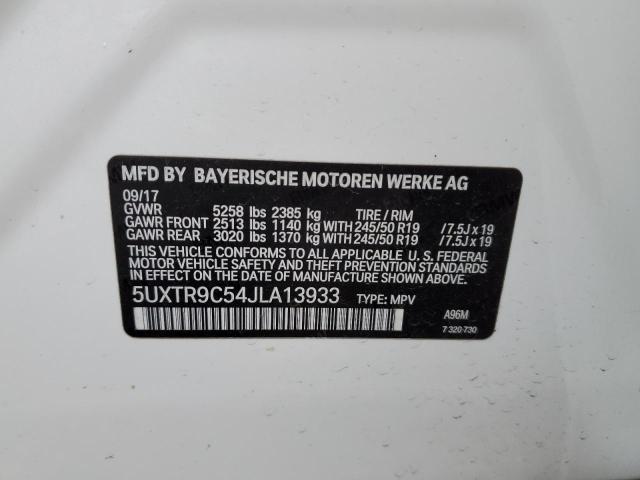 MFD BY BAYERISCHE MOTOREN WERKE AG
09/17
GVWR 5258 lbs 2385 kg TIRE / RIM
GAWR FRONT 2513 lbs 1140 kg WITH 245/50 R19 / 7.5J x 19
GAWR REAR 3020 lbs 1370 kg WITH 245/50 R19 / 7.5J x 19
THIS VEHICLE CONFORMS TO ALL APPLICABLE U. S. FEDERAL
MOTOR VEHICLE SAFETY, AND THEFT PREVENTION STANDARDS
IN EFFECT ON THE DATE OF MANUFACTURE SHOWN ABOVE.
5UXTR9C54JLA13933 TYPE: MPV
A96M
7 320 730